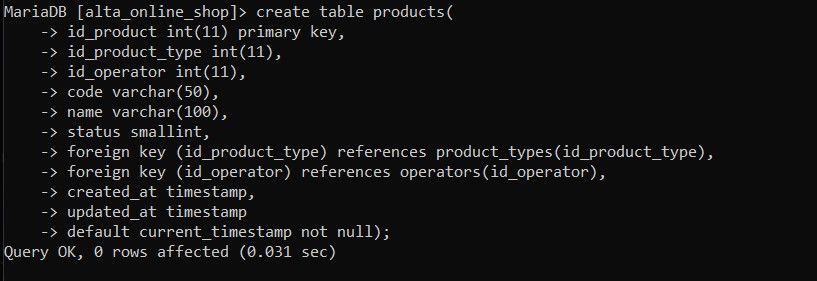 MariaDB [alta_online_shop]> create table products(
    -> id_product int(11) primary key,
    -> id_product_type int(11),
    -> id_operator int(11),
    -> code varchar(50),
    -> name varchar(100),
    -> status smallint,
    -> foreign key (id_product_type) references product_types(id_product_type),
    -> foreign key (id_operator) references operators(id_operator),
    -> created_at timestamp,
    -> updated_at timestamp
    -> default current_timestamp not null);
Query OK, 0 rows affected (0.031 sec)